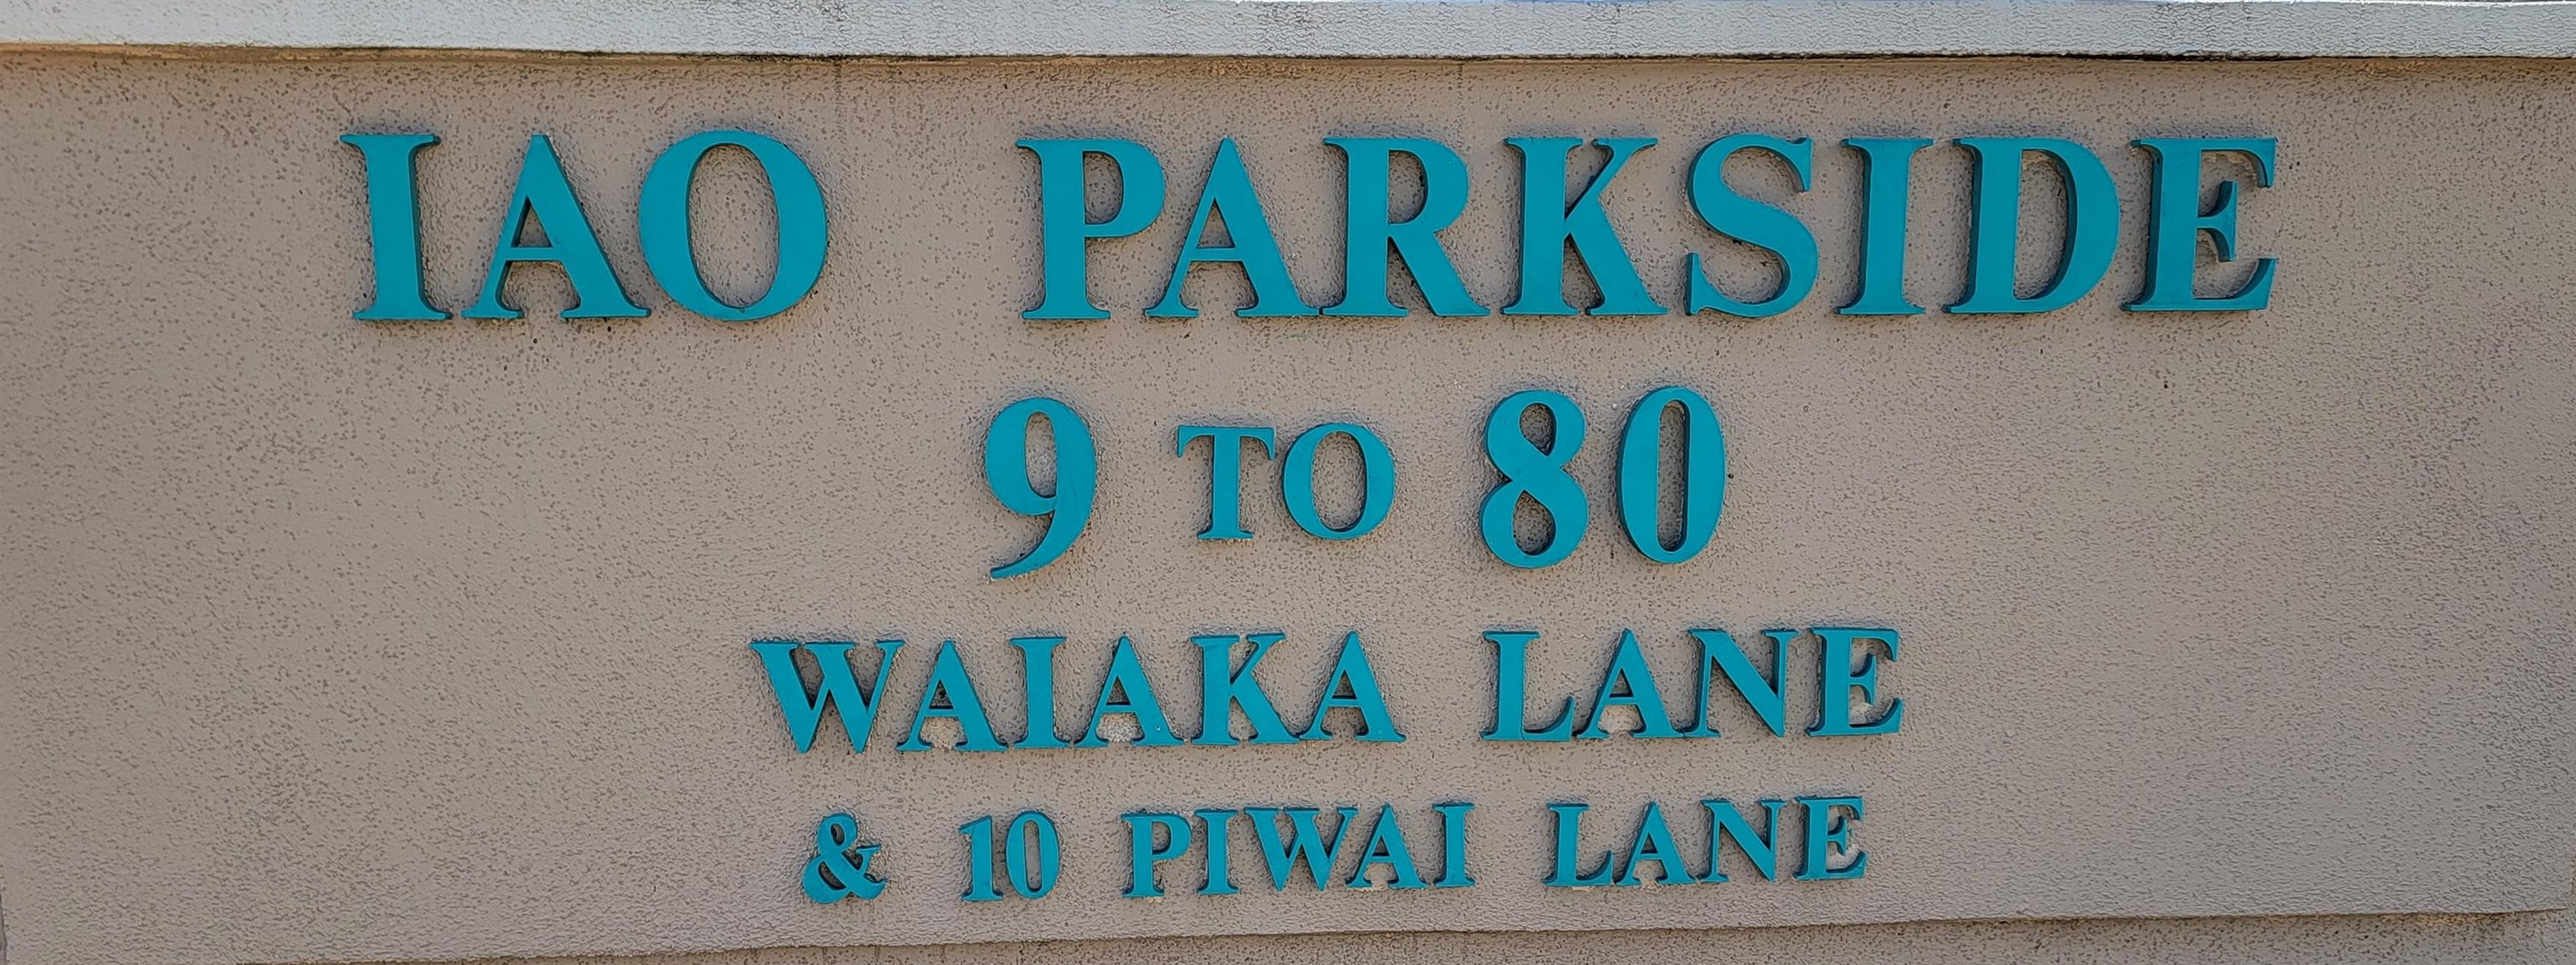 IAO PARKSIDE
9 TO 80
WAIAKA LANE
& 10 PIWAI LANE